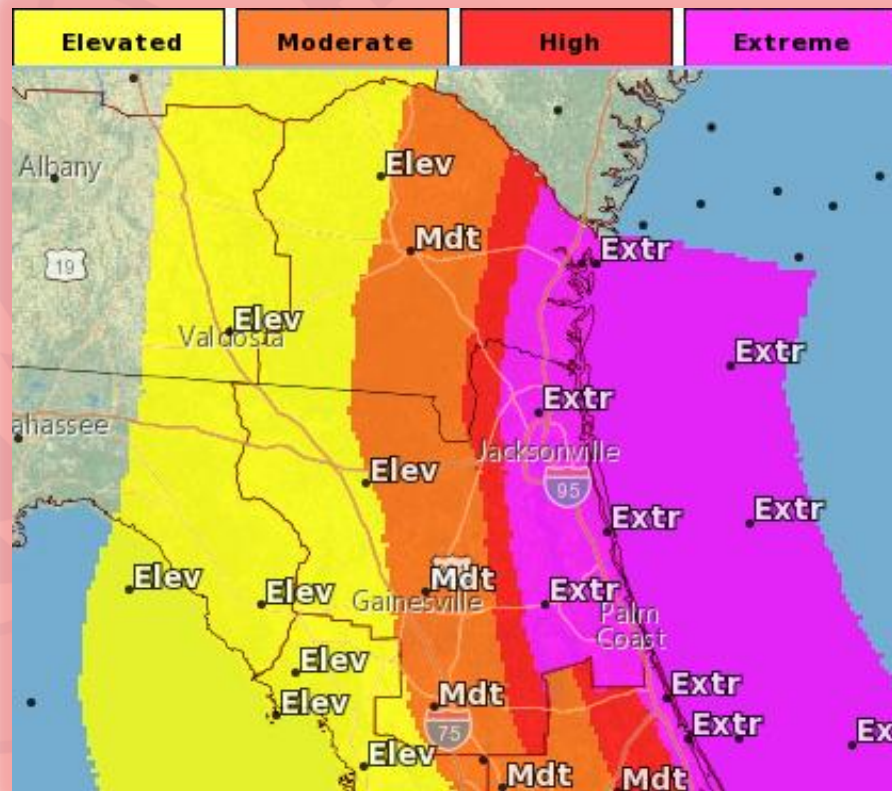 Elevated Moderate High Extreme
Albany
Elev
19
Mdt
Extr
Elev
Valdosta
Extr
Extr
ahassee
Jacksonville
Elev
95
Extr
Extr
Elev
Elev
Mdt
Extr
Gainesville
Palm
Coast
Elev
Elev
Mdt
Extr
75
Extr
Ex
Elev
Mdt
Mdt